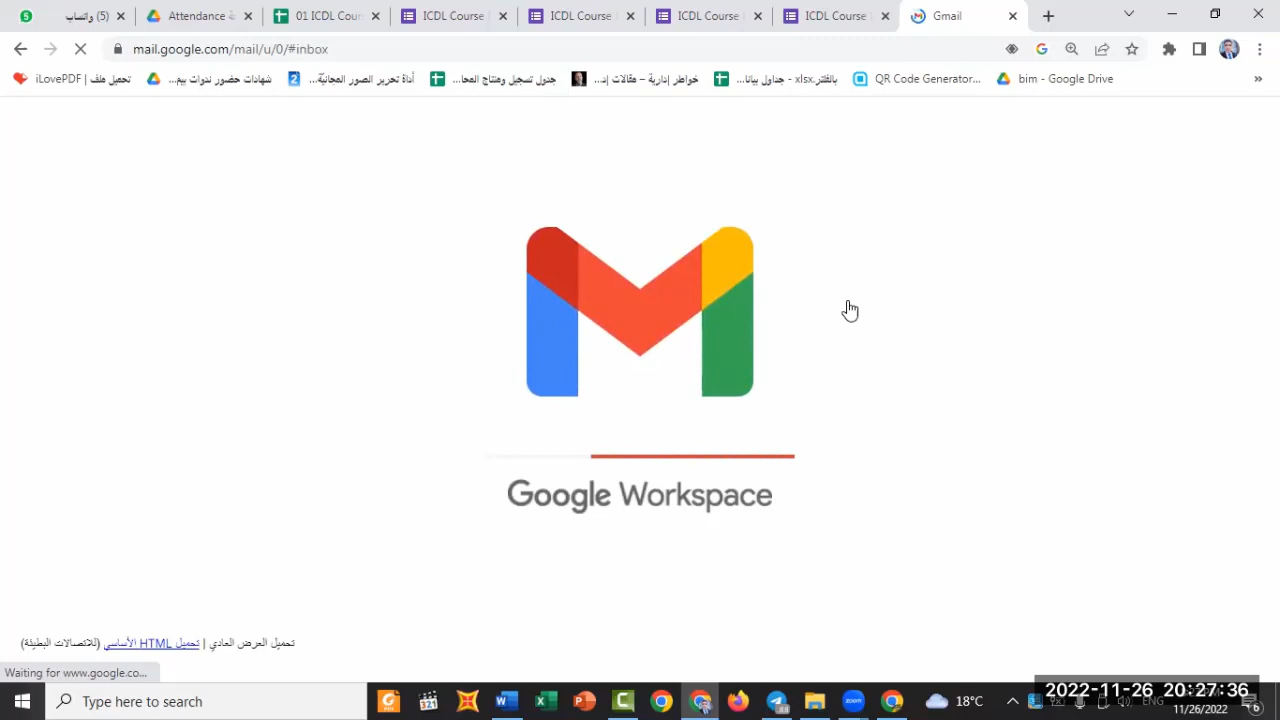 واتساب (5)
Attendance
01 ICDL Cour
ICDL Course
ICDL Course
ICDL Course
ICDL Course
Gmail
mail.google.com/mail/u/0/#inbox
تحميل ملف | iLovePDF
شهادات حضور ندوات بيم...
أداة تحرير الصور المجانيّة...
جدول تسجيل ومنتاج المحا...
خواطر إدارية – مقالات إد...
بالفلتر.xlsx - جداول بيانا...
QR Code Generator...
bim - Google Drive
Google Workspace
تحميل العرض العادي | تحميل HTML الأساسي (للاتصالات البطيئة)
Waiting for www.google.co...
Type here to search
321
18°C
ENG
2022-11-26 20:27:36
11/26/2022